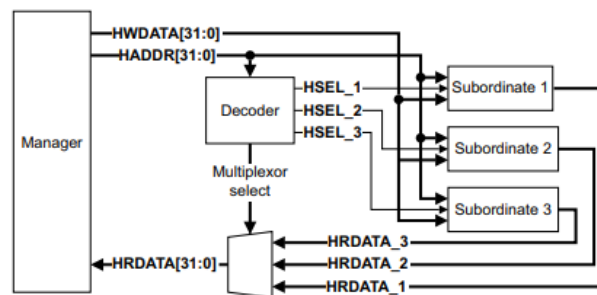 HWDATA[31:0]
HADDR[31:0]
Manager
Decoder
HSEL_1
HSEL_2
HSEL_3
Subordinate 1
Subordinate 2
Subordinate 3
Multiplexor
select
HRDATA[31:0]
HRDATA_3
HRDATA_2
HRDATA_1